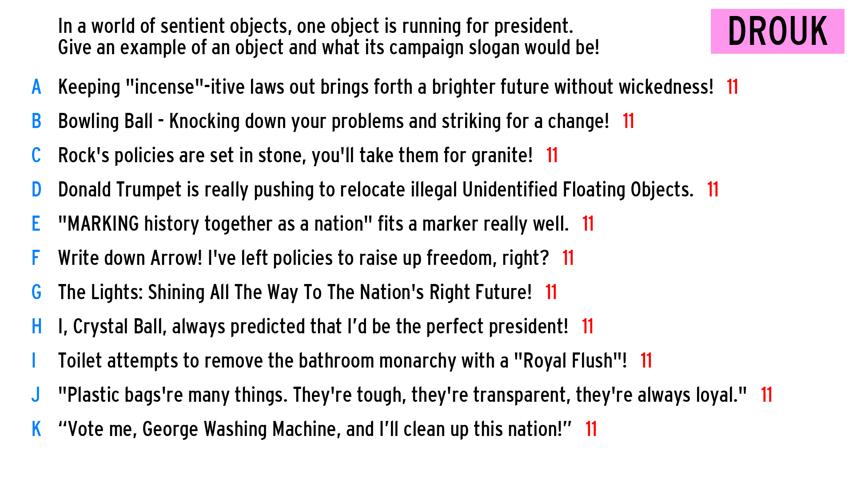 In a world of sentient objects, one object is running for president.
Give an example of an object and what its campaign slogan would be!
DROUK
A Keeping "incense"-itive laws out brings forth a brighter future without wickedness! 11
B Bowling Ball - Knocking down your problems and striking for a change! 11
C Rock's policies are set in stone, you'll take them for granite! 11
D Donald Trumpet is really pushing to relocate illegal Unidentified Floating Objects. 11
E "MARKING history together as a nation" fits a marker really well. 11
F Write down Arrow! I've left policies to raise up freedom, right? 11
G The Lights: Shining All The Way To The Nation's Right Future! 11
H I, Crystal Ball, always predicted that I’d be the perfect president! 11
I Toilet attempts to remove the bathroom monarchy with a "Royal Flush"! 11
J "Plastic bags're many things. They're tough, they're transparent, they're always loyal." 11
K “Vote me, George Washing Machine, and I’ll clean up this nation!” 11